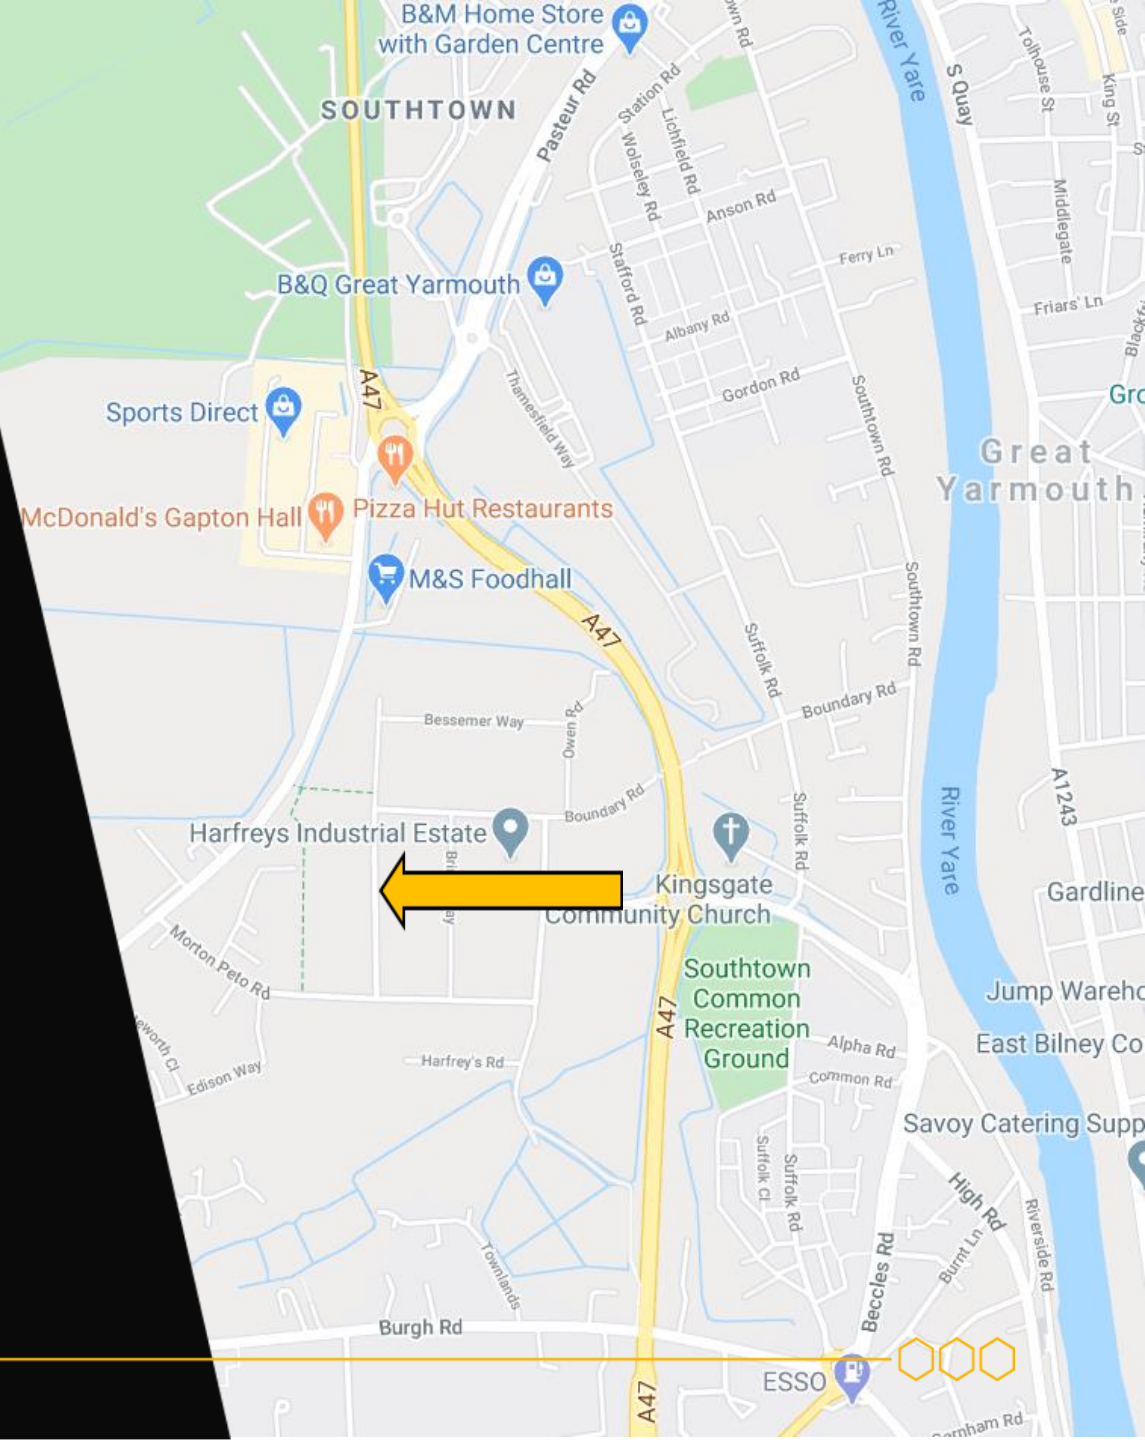 B&M Home Store
with Garden Centre
own Rd
River Yare
S Quay
Tolhouse St
King St
SOUTHTOWN
Pasteur Rd
Station Rd
Lichfield Rd
Wolseley Rd
Anson Rd
Middlegate
Ferry Ln
Stafford Rd
B&Q Great Yarmouth
Friars' Ln
Albany Rd
A47
Gordon Rd
Thamesfield Way
Southtown Rd
Sports Direct
Great
Yarmouth
McDonald's Gapton Hall
Pizza Hut Restaurants
M&S Foodhall
A47
Southtown Rd
Suffolk Rd
Boundary Rd
Bessemer Way
Owen Rd
A1243
Boundary Rd
Suffolk Rd
River Yare
Harfreys Industrial Estate
Kingsgate
Community Church
Gardline
Morton Peto Rd
Southtown
Common
Recreation
Ground
A47
Jump Wareho
Alpha Rd
East Bilney Co
Harfrey's Rd
Common Rd
Edison Way
Savoy Catering Supp
Suffolk Cl
Suffolk Rd
High Rd
Burnt Ln
Riverside Rd
Townlands
Beccles Rd
Burgh Rd
ESSO
A47